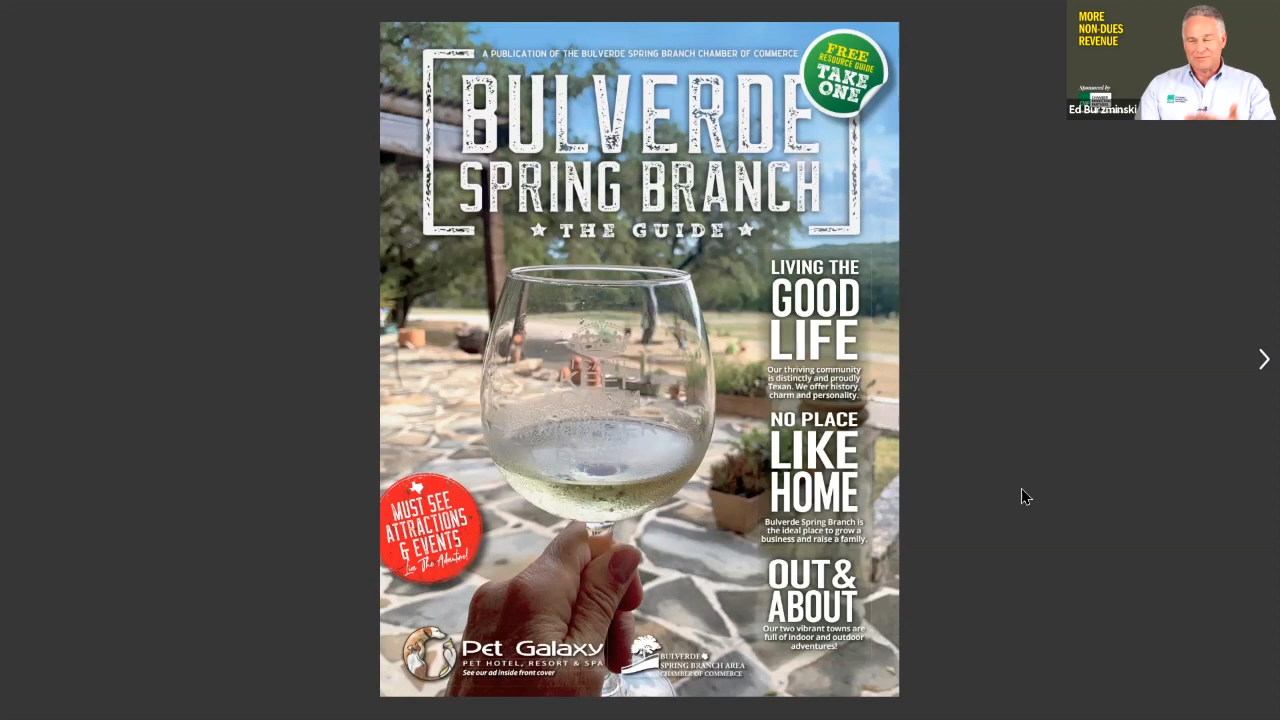 A PUBLICATION OF THE BULVERDE SPRING BRANCH CHAMBER OF COMMERCE
BULVERDE
SPRING BRANCH
★ THE GUIDE ★
FREE
RESOURCE GUIDE
TAKE
ONE
LIVING THE
GOOD
LIFE
Our thriving community
is distinctly and proudly
Texan. We offer history,
charm and personality.
NO PLACE
LIKE
HOME
Bulverde Spring Branch is
the ideal place to grow a
business and raise a family.
OUT&
ABOUT
Our two vibrant towns are
full of indoor and outdoor
adventures!
MUST SEE
ATTRACTIONS
& EVENTS
Live The Adventure!
Pet Galaxy
PET HOTEL, RESORT & SPA
See our ad inside front cover
BULVERDE
SPRING BRANCH AREA
CHAMBER OF COMMERCE
MORE
NON-DUES
REVENUE
Sponsored by
Ed Burzminski